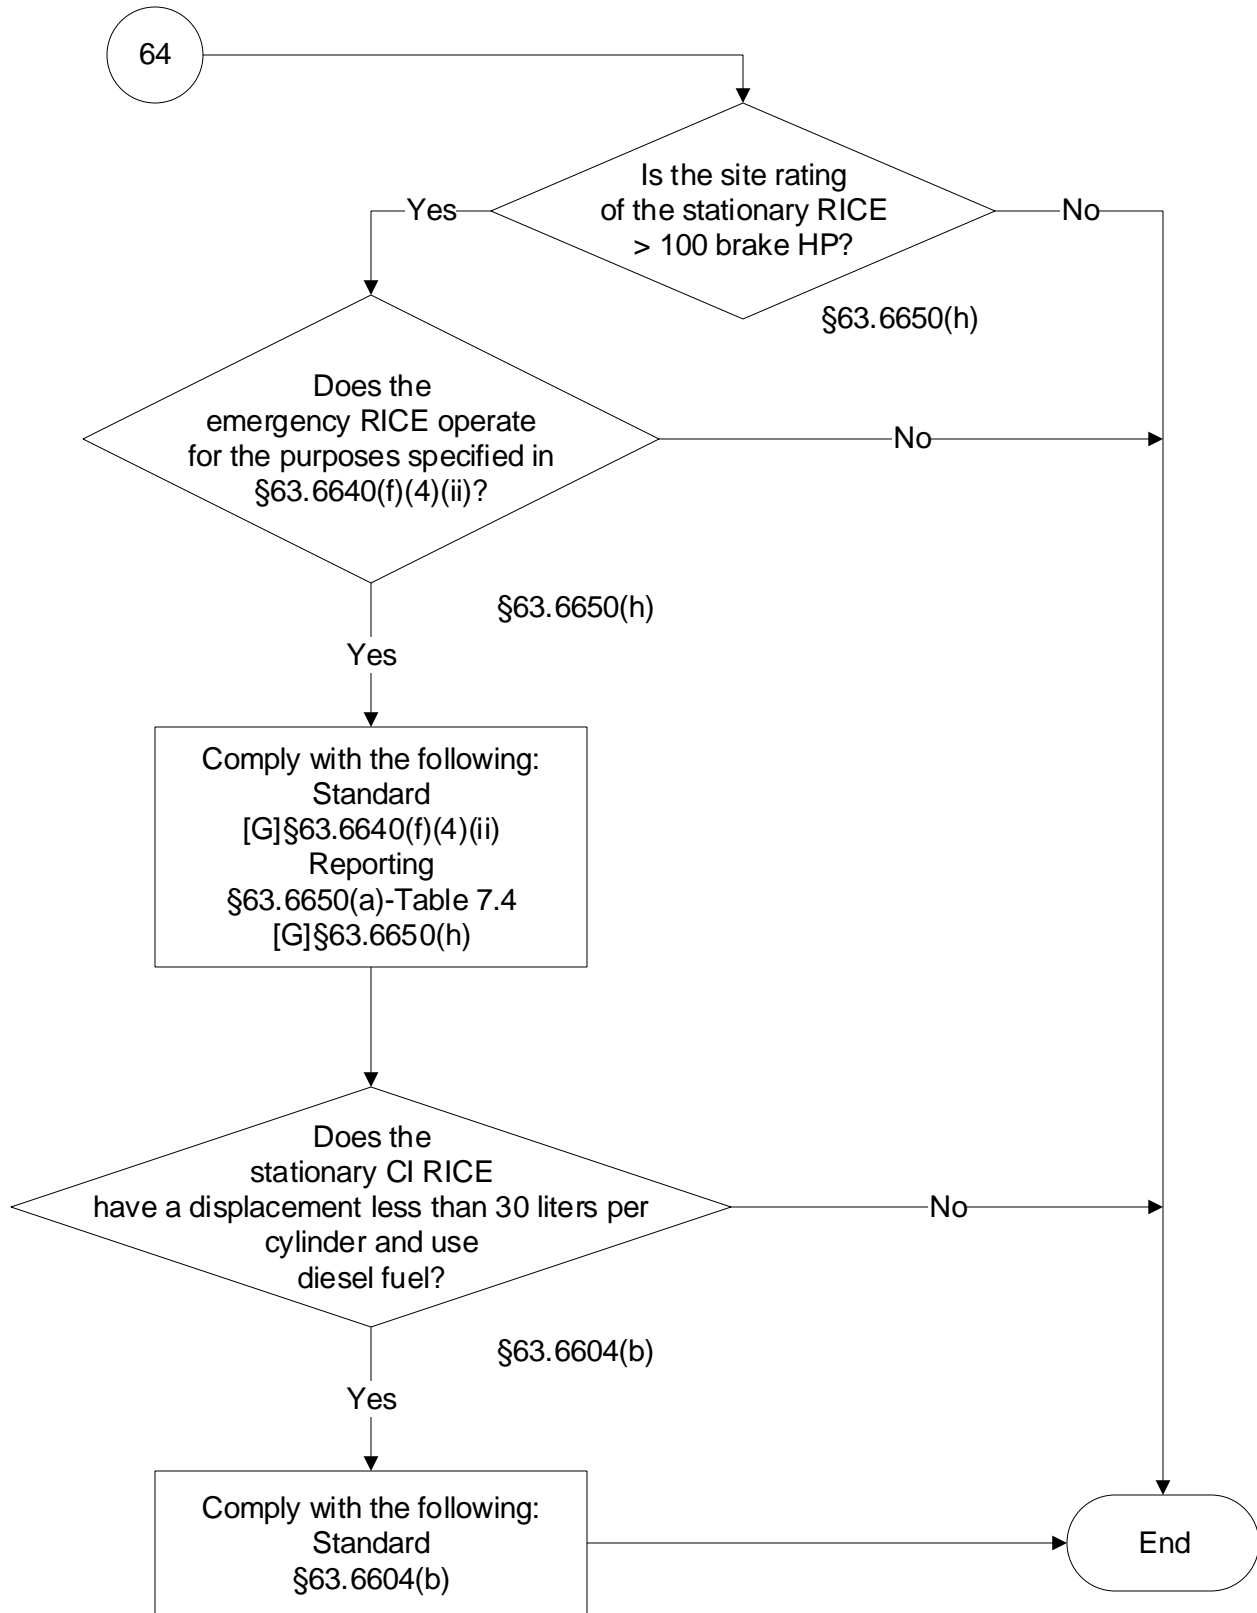 64
Is the site rating
of the stationary RICE
> 100 brake HP?
Yes
No
§63.6650(h)
Does the
emergency RICE operate
for the purposes specified in
§63.6640(f)(4)(ii)?
No
§63.6650(h)
Yes
Comply with the following:
Standard
[G]§63.6640(f)(4)(ii)
Reporting
§63.6650(a)-Table 7.4
[G]§63.6650(h)
Does the
stationary CI RICE
have a displacement less than 30 liters per
cylinder and use
diesel fuel?
No
§63.6604(b)
Yes
Comply with the following:
Standard
§63.6604(b)
End